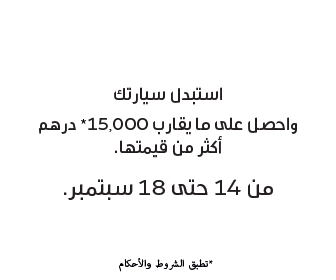 استبدل سيارتك
واحصل على ما يقارب 15,000* درهم
أكثر من قيمتها.
من 14 حتى 18 سبتمبر.
*تطبق الشروط والأحكام